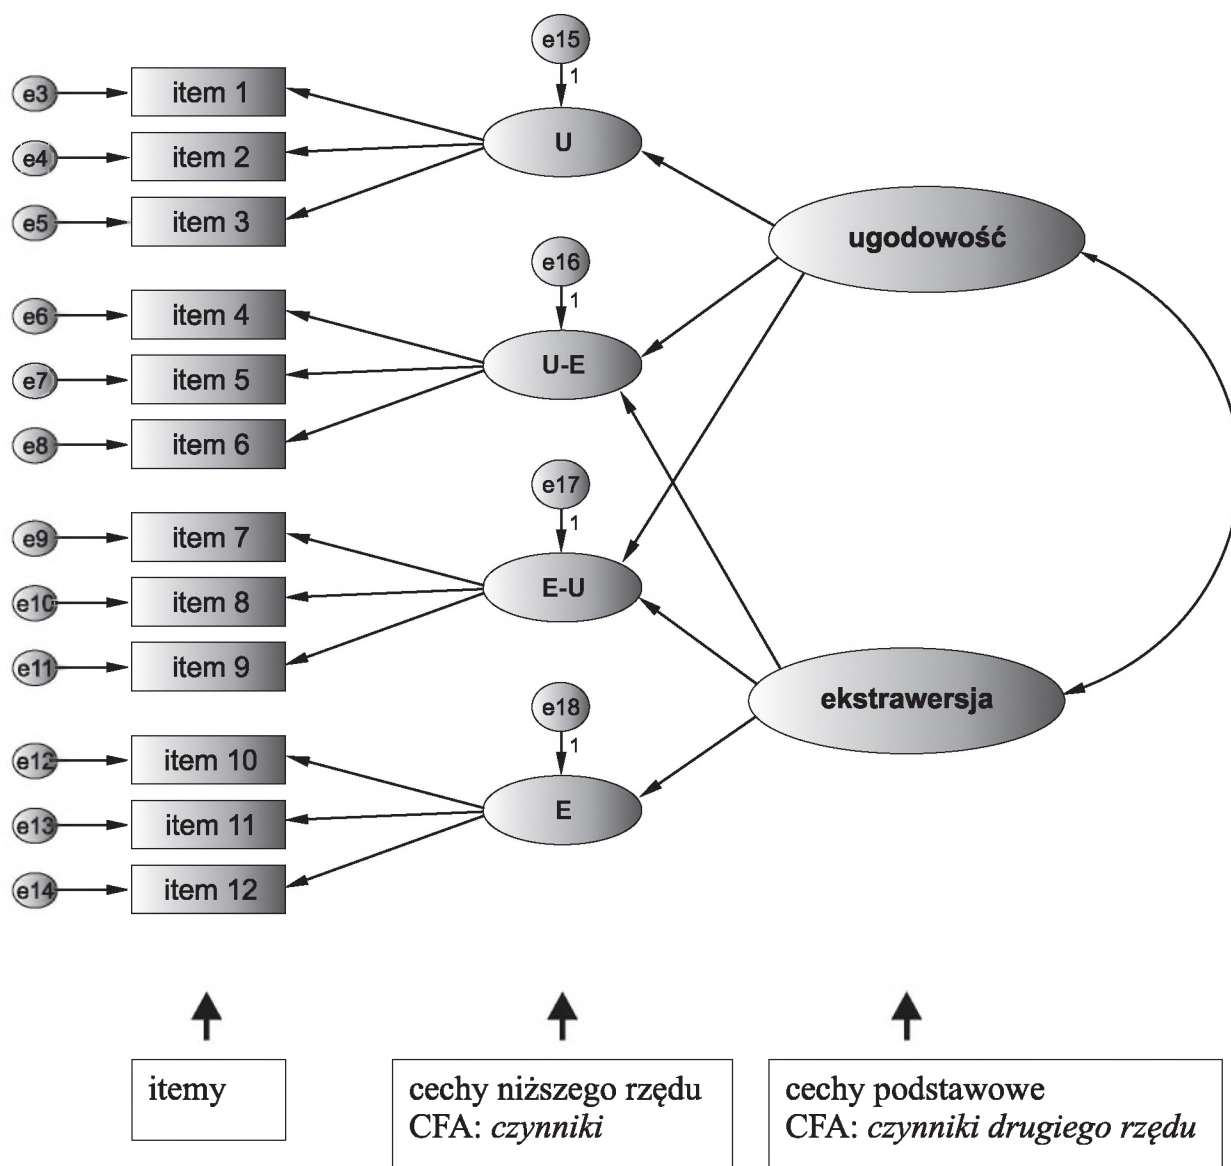 e15
1
e3
item 1
e4
item 2
U
e5
item 3
ugodowość
e16
1
e6
item 4
e7
item 5
U-E
e8
item 6
e17
1
e9
item 7
e10
item 8
E-U
e11
item 9
ekstrawersja
e18
1
e12
item 10
e13
item 11
E
e14
item 12
itemy
cechy niższego rzędu
CFA: czynniki
cechy podstawowe
CFA: czynniki drugiego rzędu